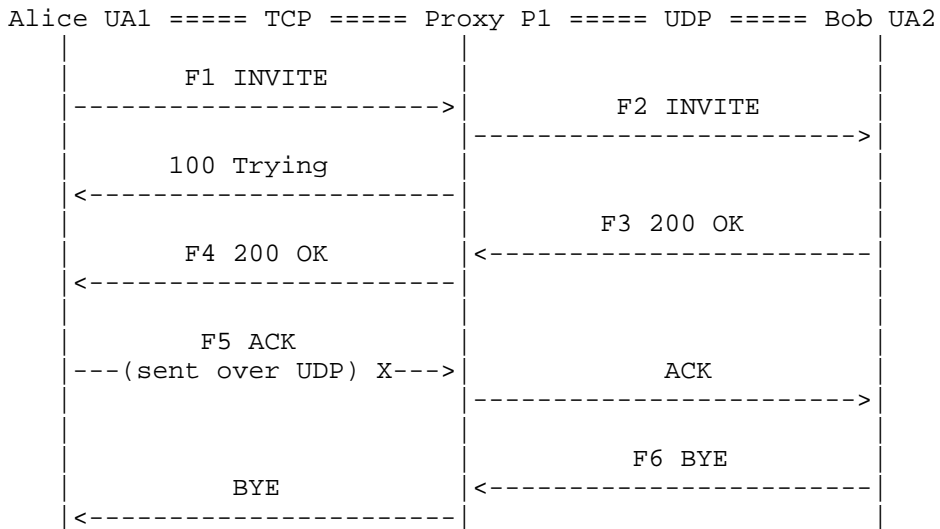 Alice UA1 ===== TCP ===== Proxy P1 ===== UDP ===== Bob UA2
F1 INVITE
----------------------->
F2 INVITE
------------------------>
100 Trying
<-----------------------
F3 200 OK
F4 200 OK
<------------------------
<-----------------------
F5 ACK
---(sent over UDP) X--->
ACK
------------------------>
F6 BYE
BYE
<------------------------
<-----------------------